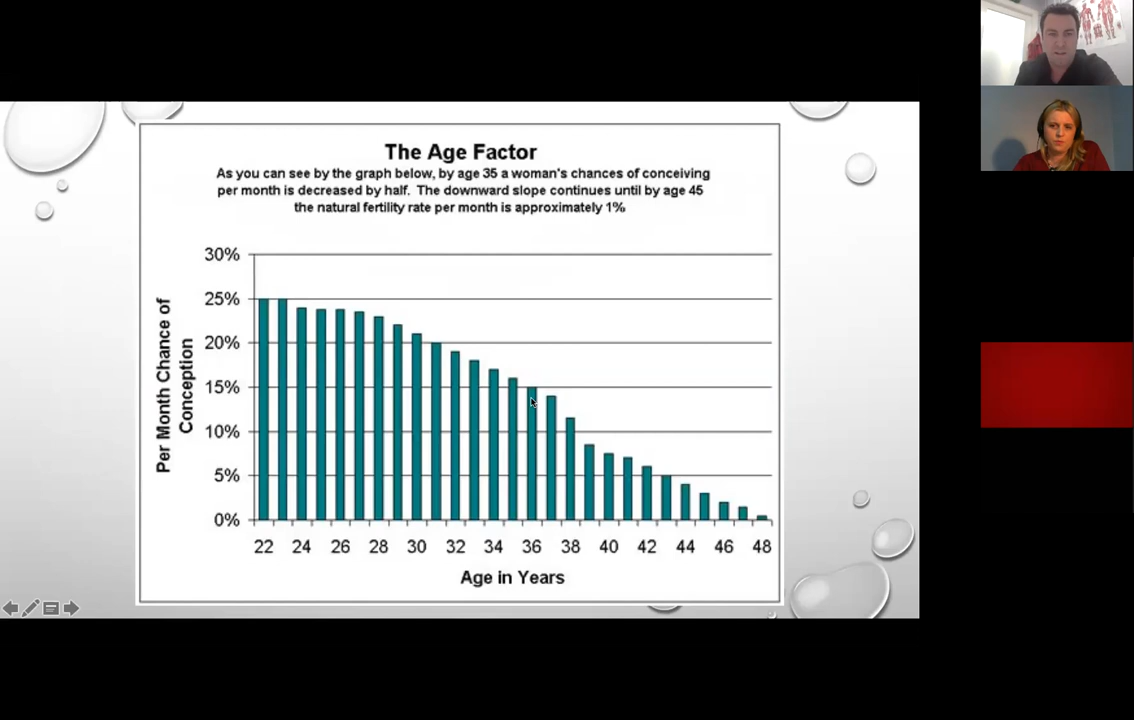 The Age Factor
As you can see by the graph below, by age 35 a woman's chances of conceiving
per month is decreased by half. The downward slope continues until by age 45
the natural fertility rate per month is approximately 1%
30%
25%
20%
15%
10%
5%
0%
Per Month Chance of
Conception
22 24 26 28 30 32 34 36 38 40 42 44 46 48
Age in Years